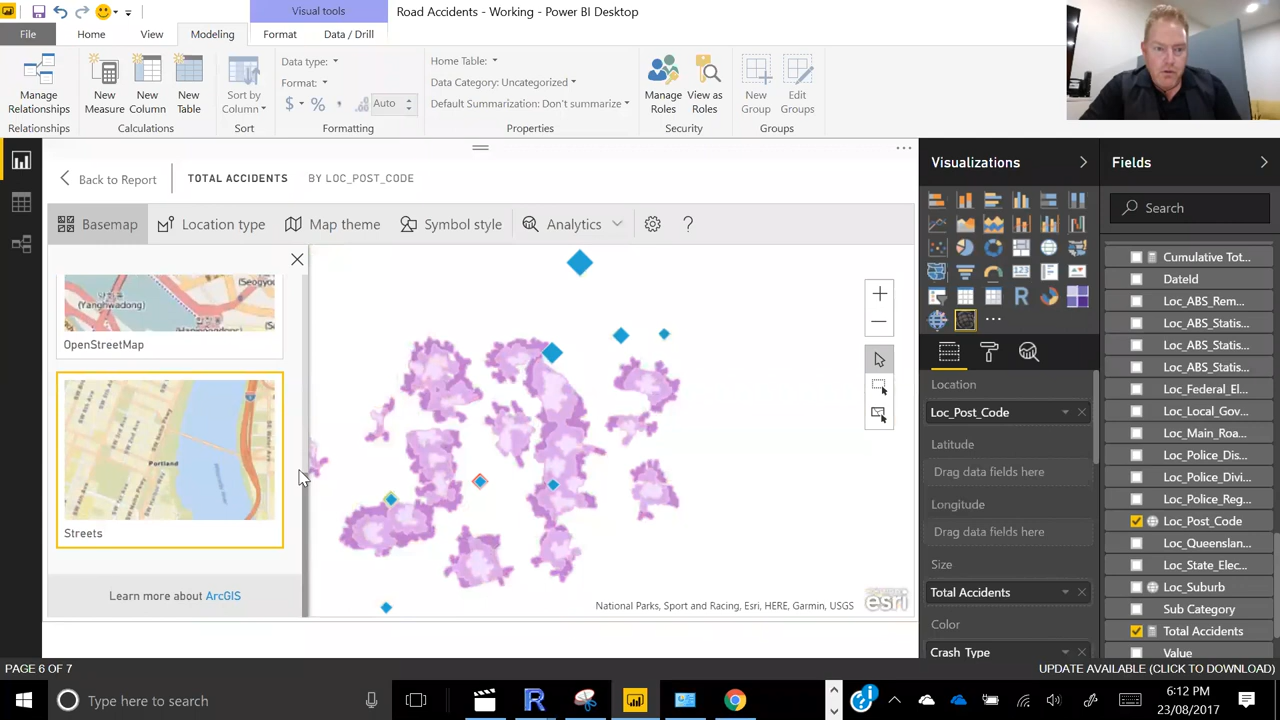 Visual tools
Road Accidents - Working - Power BI Desktop
File
Home
View
Modeling
Format
Data / Drill
Manage
Relationships
New
Measure
New
Column
New
Table
Sort by
Column
Data type:
Format:
$ % , Auto
Home Table:
Data Category: Uncategorized
Default Summarization: Don't summarize
Manage
Roles
View as
Roles
New
Group
Edit
Groups
Relationships
Calculations
Sort
Formatting
Properties
Security
Groups
Back to Report
TOTAL ACCIDENTS
BY LOC_POST_CODE
Basemap
Location type
Map theme
Symbol style
Analytics
?
(Yanghwadong)
OpenStreetMap
Portland
Streets
Learn more about ArcGIS
National Parks, Sport and Racing, Esri, HERE, Garmin, USGS
esri
Visualizations
123
R
Location
Loc_Post_Code
Latitude
Drag data fields here
Longitude
Drag data fields here
Size
Total Accidents
Color
Crash_Type
Fields
Search
Cumulative Tot...
DateId
Loc_ABS_Rem...
Loc_ABS_Statis...
Loc_ABS_Statis...
Loc_ABS_Statis...
Loc_Federal_El...
Loc_Local_Gov...
Loc_Main_Roa...
Loc_Police_Dis...
Loc_Police_Divi...
Loc_Police_Reg...
Loc_Post_Code
Loc_Queenslan...
Loc_State_Elec...
Loc_Suburb
Sub Category
Total Accidents
Value
PAGE 6 OF 7
UPDATE AVAILABLE (CLICK TO DOWNLOAD)
Type here to search
R
6:12 PM
23/08/2017